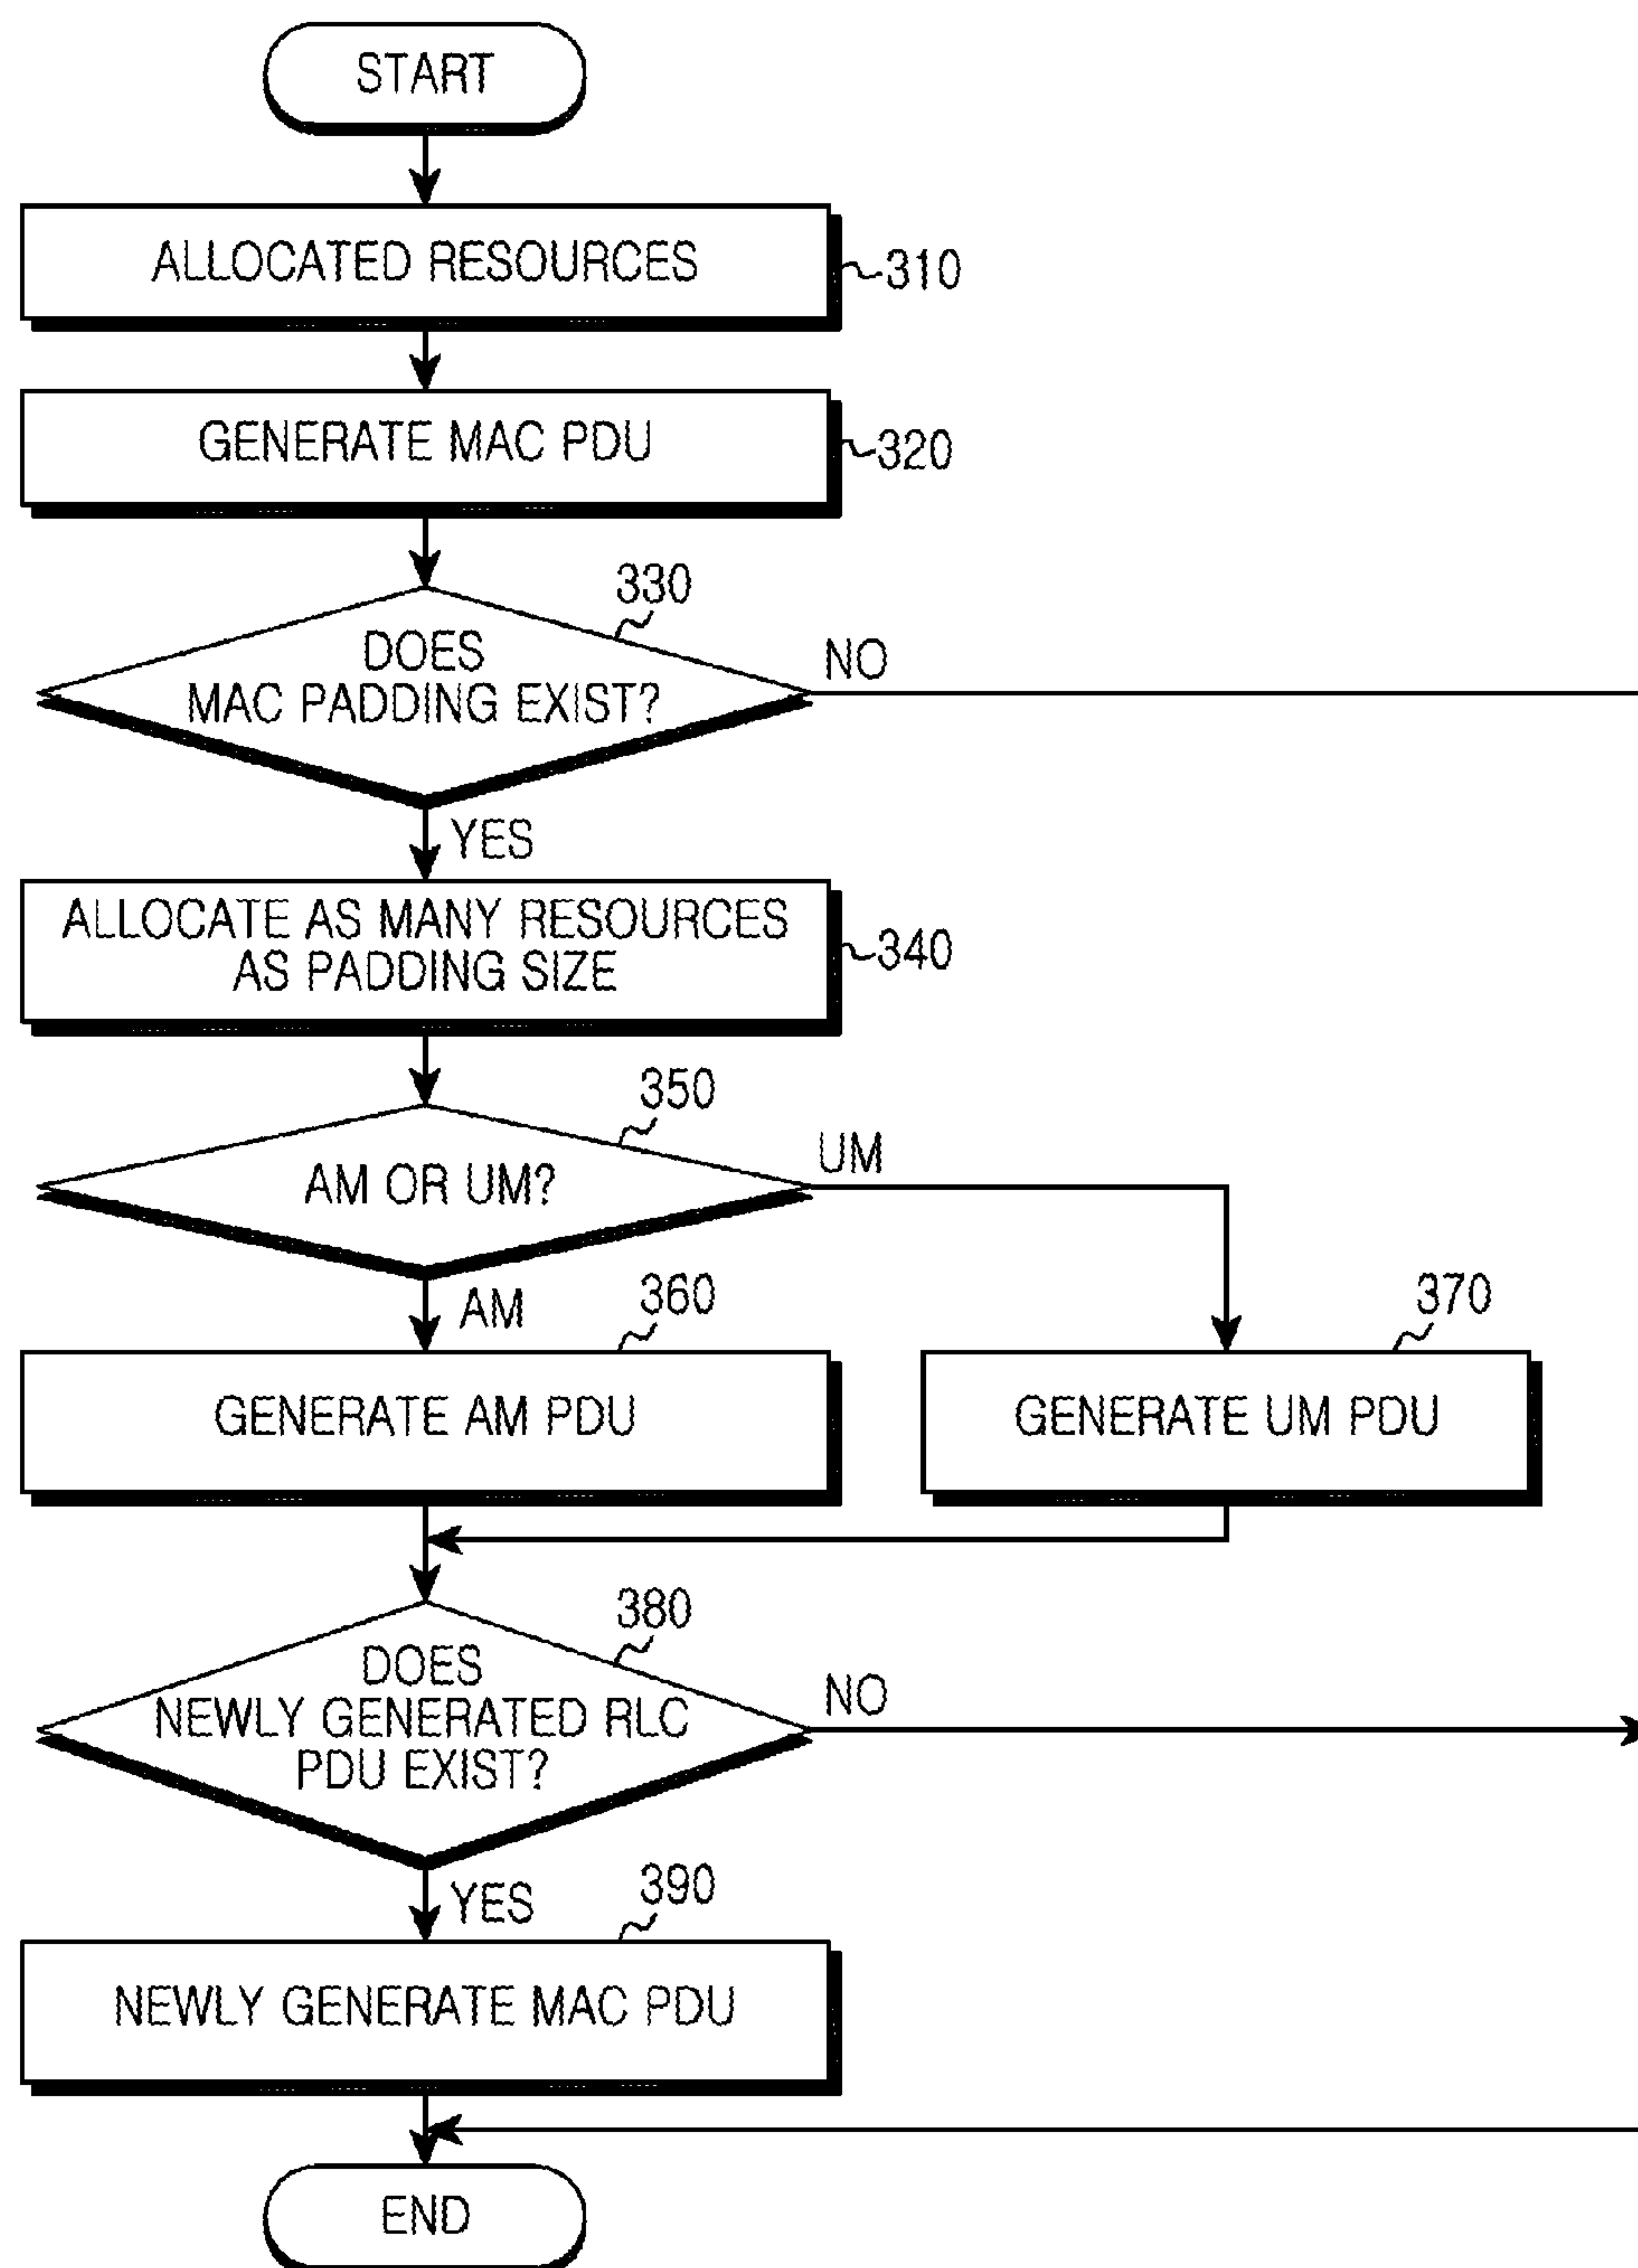 START
ALLOCATED RESOURCES
310
GENERATE MAC PDU
320
330
DOES
MAC PADDING EXIST?
NO
YES
ALLOCATE AS MANY RESOURCES
AS PADDING SIZE
340
350
AM OR UM?
UM
AM
360
370
GENERATE AM PDU
GENERATE UM PDU
380
DOES
NEWLY GENERATED RLC
PDU EXIST?
NO
YES
390
NEWLY GENERATE MAC PDU
END